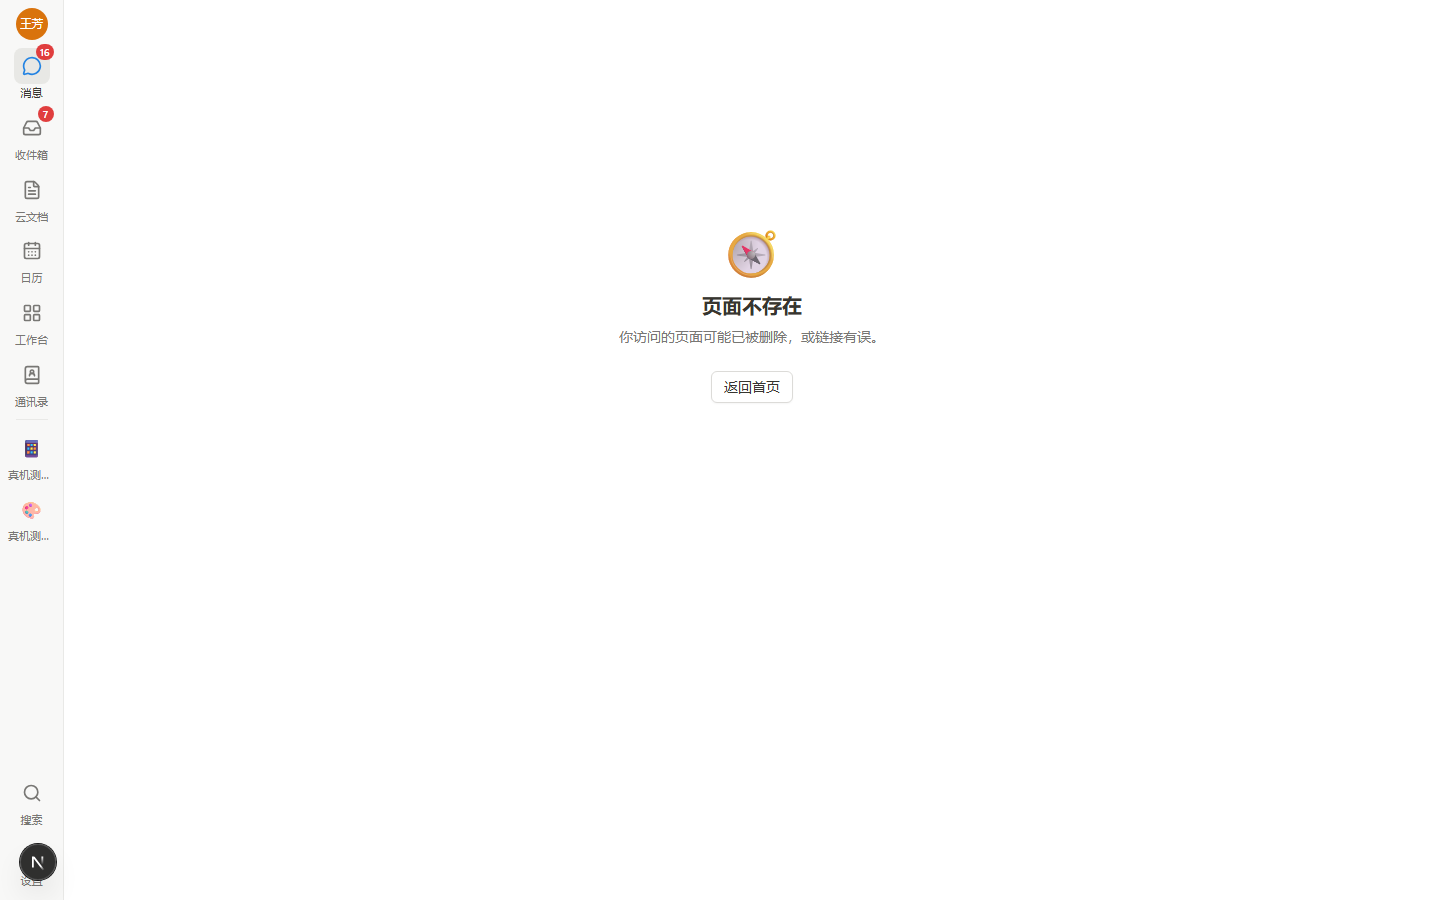 王芳
16
消息
7
收件箱
云文档
日历
工作台
通讯录
真机测...
真机测...
搜索
N
设置
页面不存在
你访问的页面可能已被删除，或链接有误。
返回首页